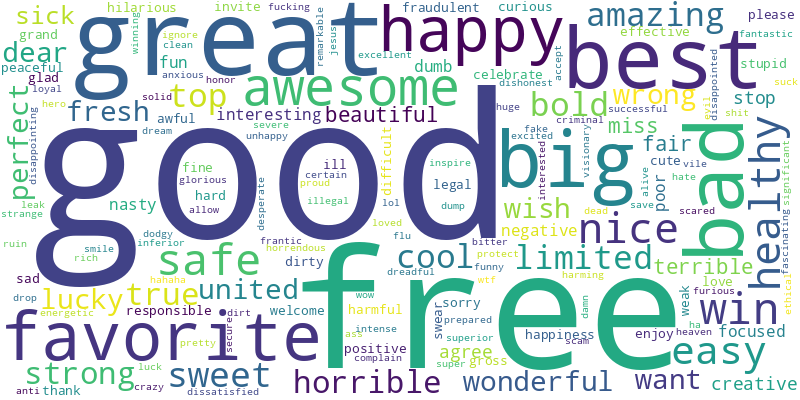 sick
hilarious
invite
fraudulent
curious
amazing
please
grand
great
happy
best
fucking
remarkable
jesus
winning
ignore
clean
anxious
honor
excellent
dear
peaceful
fun
dumb
effective
fantastic
glad
loyal
awesome
celebrate
dishonest
disappointed
stupid
hero
solid
top
huge
wrong
suck
perfect
fresh
interesting
beautiful
bold
successful
stop
evil
shit
disappointing
awful
severe
dream
unhappy
good
difficult
excited
fake
criminal
miss
fair
bad
healthy
significant
big
visionary
interested
cute
vile
fine
ill
certain
inspire
glorious
proud
legal
poor
hate
leak
strange
nasty
hard
allow
desperate
illegal
lol
dump
wish
alive
save
dead
scared
loved
nice
ruin
smile
rich
dodgy
inferior
frantic
horrendous
flu
bitter
negative
fascinating
safe
dirty
dreadful
cool
protect
funny
limited
terrible
love
sad
hahaha
free
wtf
harming
furious
ethical
drop
lucky
true
united
wow
harmful
sorry
damn
weak
win
energetic
responsible
dirt
secure
welcome
swear
prepared
ha
heaven
favorite
pretty
ass
intense
superior
happiness
scam
enjoy
focused
positive
complain
agree
gross
super
easy
strong
luck
sweet
horrible
wonderful
want
creative
anti
thank
crazy
dissatisfied
accept